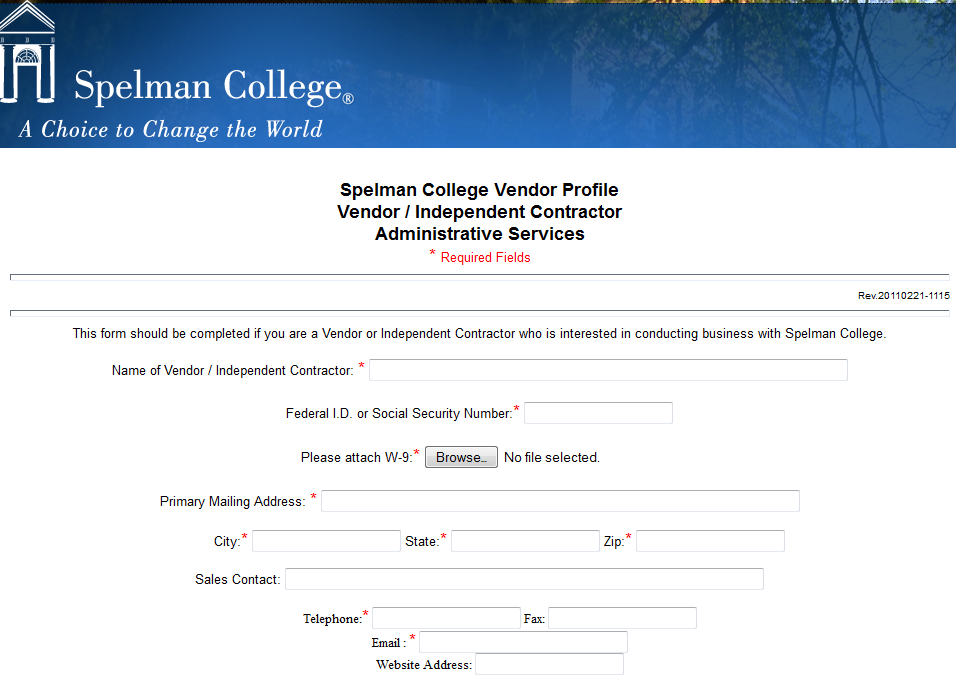 Spelman College®
A Choice to Change the World
Spelman College Vendor Profile
Vendor / Independent Contractor
Administrative Services
* Required Fields
Rev.20110221-1115
This form should be completed if you are a Vendor or Independent Contractor who is interested in conducting business with Spelman College.
Name of Vendor / Independent Contractor: *
Federal I.D. or Social Security Number:*
Please attach W-9:* Browse... No file selected.
Primary Mailing Address: *
City:* State:* Zip:*
Sales Contact:
Telephone:* Fax:
Email : *
Website Address: